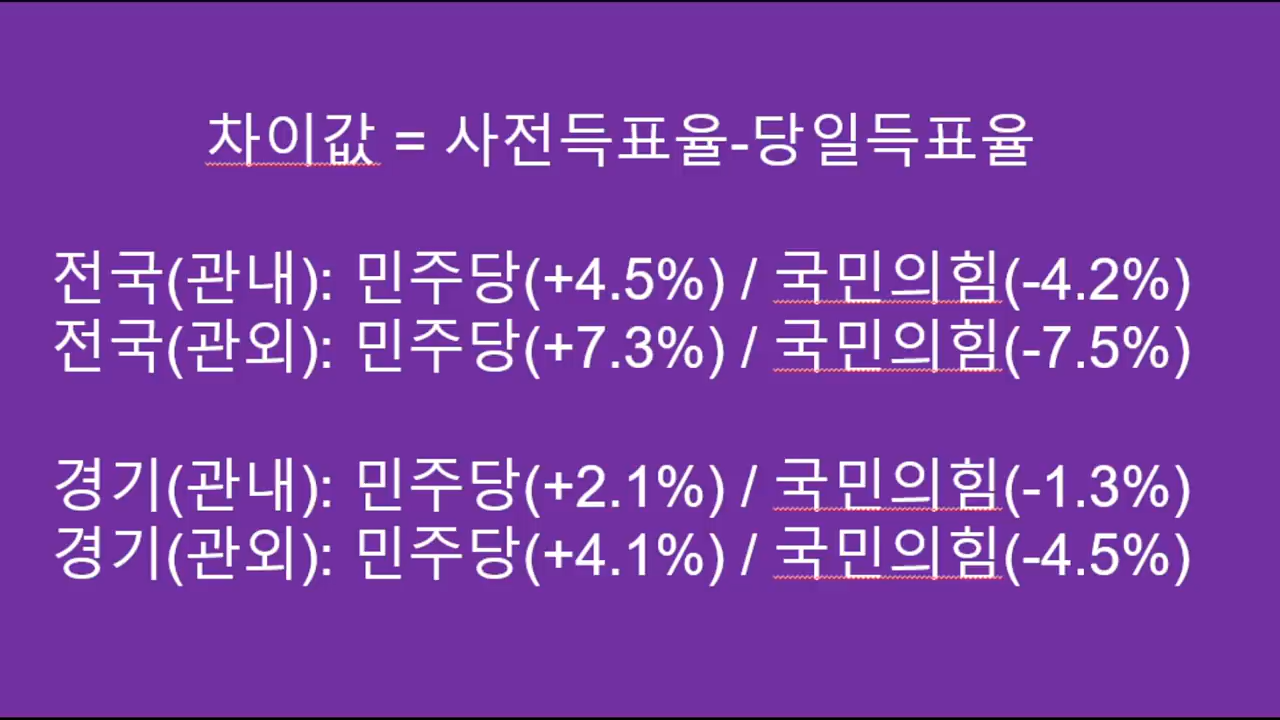 차이값 = 사전득표율-당일득표율
전국(관내): 민주당(+4.5%) / 국민의힘(-4.2%)
전국(관외): 민주당(+7.3%) / 국민의힘(-7.5%)
경기(관내): 민주당(+2.1%) / 국민의힘(-1.3%)
경기(관외): 민주당(+4.1%) / 국민의힘(-4.5%)